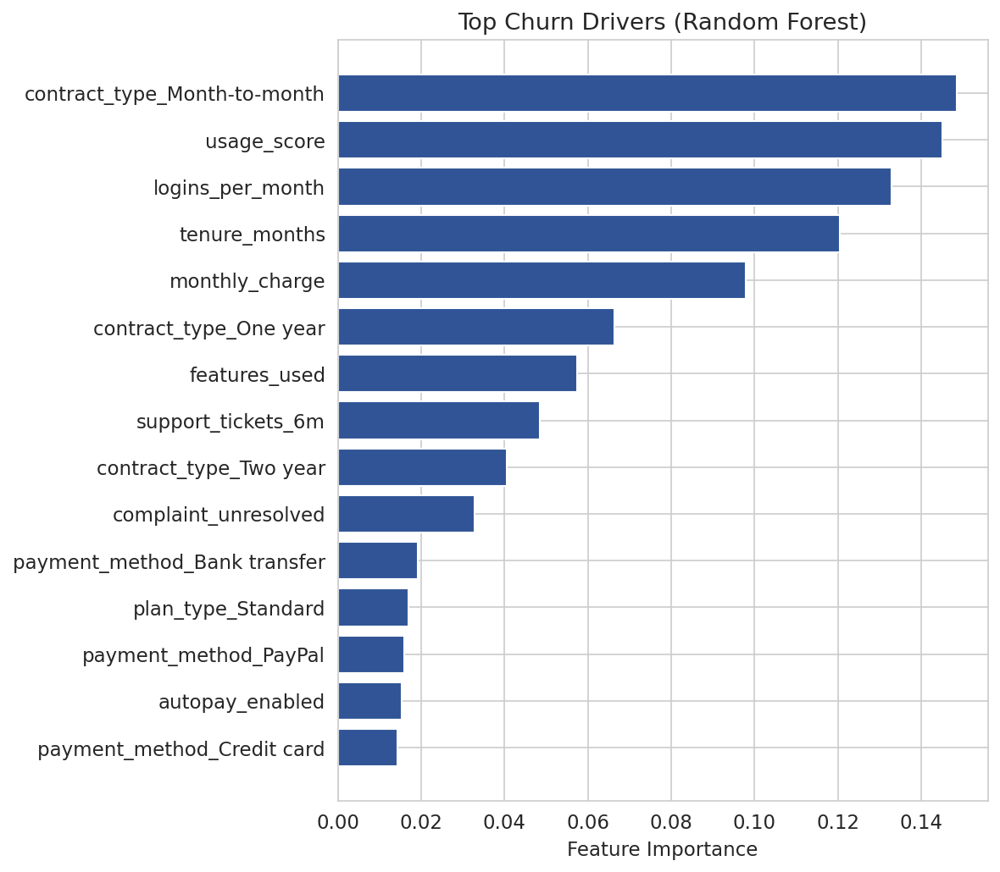 Top Churn Drivers (Random Forest)
contract_type_Month-to-month
usage_score
logins_per_month
tenure_months
monthly_charge
contract_type_One year
features_used
support_tickets_6m
contract_type_Two year
complaint_unresolved
payment_method_Bank transfer
plan_type_Standard
payment_method_PayPal
autopay_enabled
payment_method_Credit card
0.00 0.02 0.04 0.06 0.08 0.10 0.12 0.14
Feature Importance